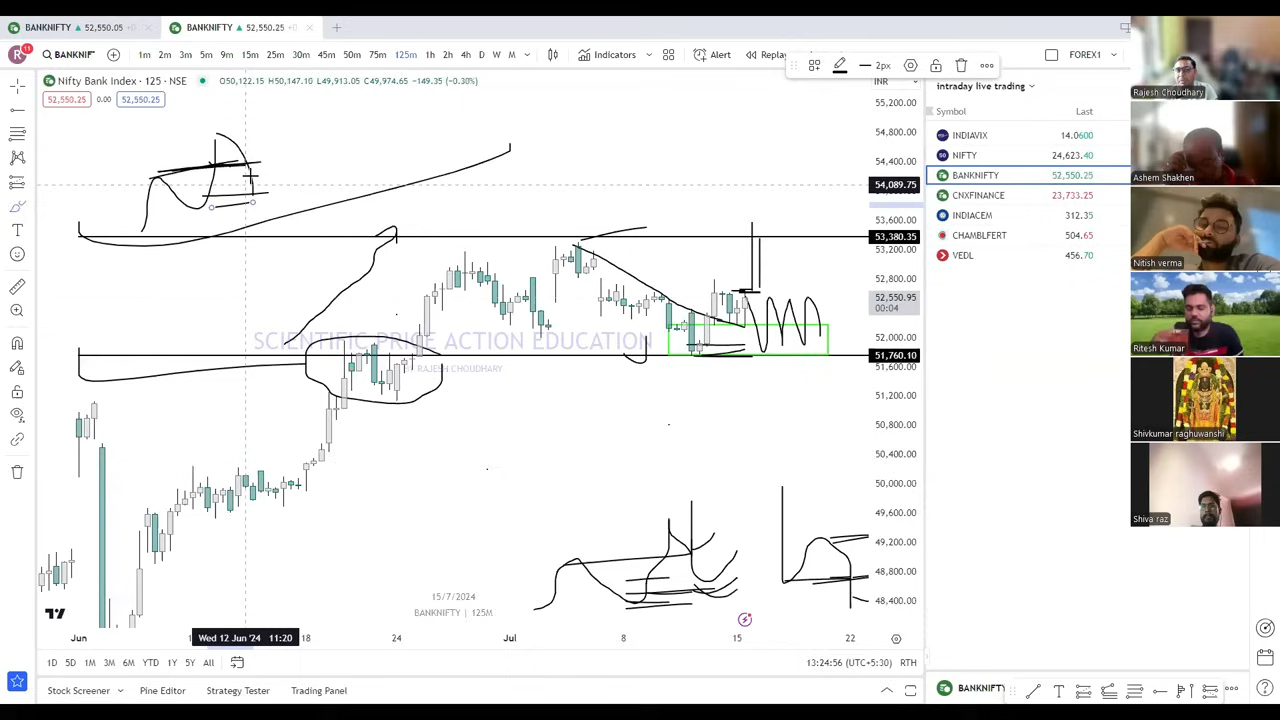 BANKNIFTY ▲ 52,550.05
BANKNIFTY ▲ 52,550.25
R 11 BANKNIF 1m 2m 3m 5m 9m 15m 25m 30m 45m 50m 75m 125m 1h 2h 4h D W M Indicators Alert Replay 2px FOREX1
Nifty Bank Index · 125 · NSE O50,122.15 H50,147.10 L49,913.05 C49,974.65 −149.35 (−0.30%)
52,550.25 0.00 52,550.25
INR
55,200.00
54,800.00
54,400.00
54,089.75
53,600.00
53,380.35
53,200.00
52,800.00
52,550.95
00:04
52,000.00
51,760.10
51,600.00
51,200.00
50,800.00
50,400.00
50,000.00
49,600.00
49,200.00
48,800.00
48,400.00
SCIENTIFIC PRICE ACTION EDUCATION
RAJESH CHOUDHARY
15/7/2024
BANKNIFTY | 125M
Jun Wed 12 Jun '24 11:20 18 24 Jul 8 15 22
1D 5D 1M 3M 6M YTD 1Y 5Y All 13:24:56 (UTC+5:30) RTH
Stock Screener Pine Editor Strategy Tester Trading Panel
intraday live trading
Symbol Last
INDIAVIX 14.0600
NIFTY 24,623.40
BANKNIFTY 52,550.25
CNXFINANCE 23,733.25
INDIACEM 312.35
CHAMBLFERT 504.65
VEDL 456.70
BANKNIFTY
Rajesh Choudhary
Ashem Shakhen
Nitish verma
Ritesh Kumar
Shivkumar raghuwanshi
Shiva raz